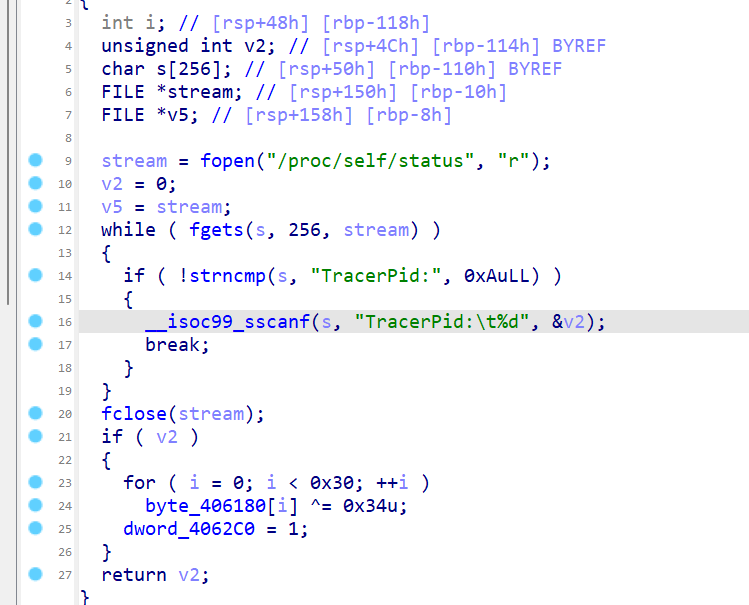 2 {
3 int i; // [rsp+48h] [rbp-118h]
4 unsigned int v2; // [rsp+4Ch] [rbp-114h] BYREF
5 char s[256]; // [rsp+50h] [rbp-110h] BYREF
6 FILE *stream; // [rsp+150h] [rbp-10h]
7 FILE *v5; // [rsp+158h] [rbp-8h]
8
9 stream = fopen("/proc/self/status", "r");
10 v2 = 0;
11 v5 = stream;
12 while ( fgets(s, 256, stream) )
13 {
14 if ( !strncmp(s, "TracerPid:", 0xAuLL) )
15 {
16 __isoc99_sscanf(s, "TracerPid:\t%d", &v2);
17 break;
18 }
19 }
20 fclose(stream);
21 if ( v2 )
22 {
23 for ( i = 0; i < 0x30; ++i )
24 byte_406180[i] ^= 0x34u;
25 dword_4062C0 = 1;
26 }
27 return v2;
}